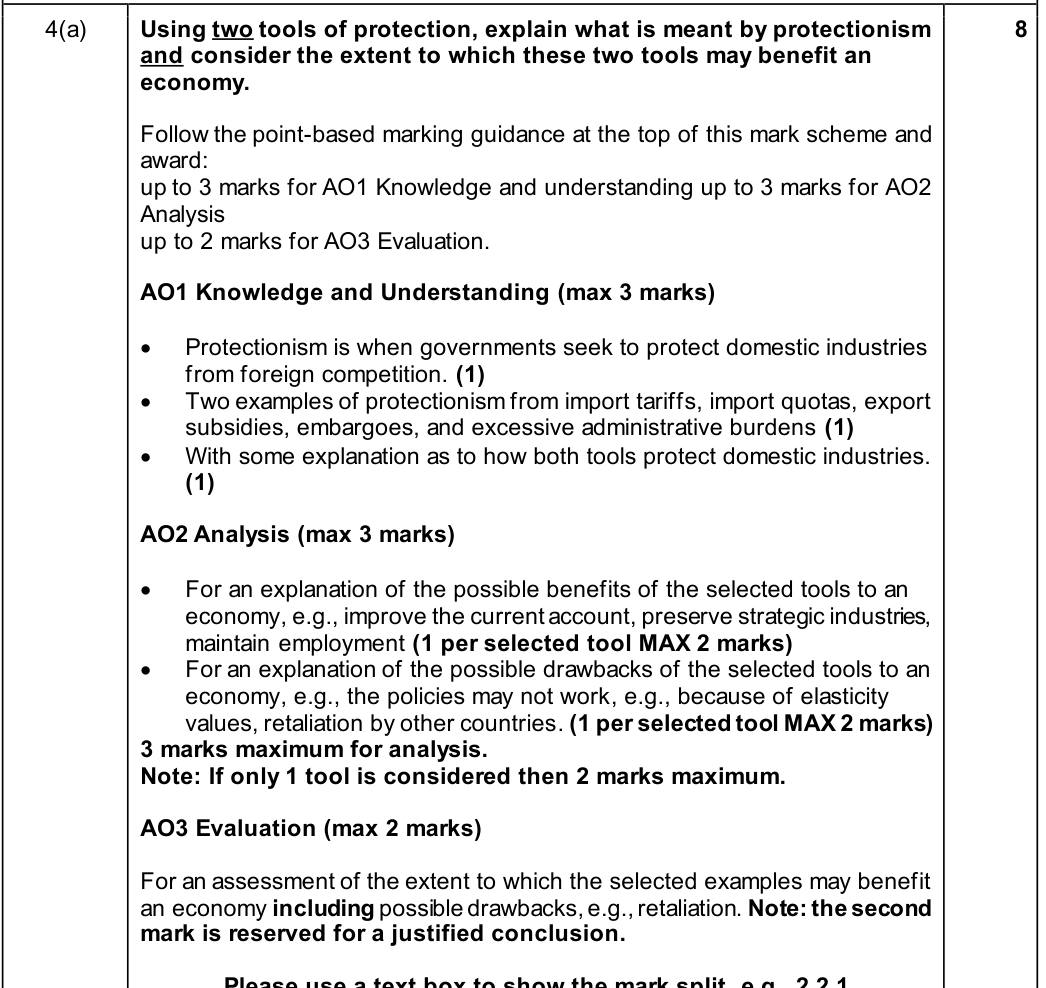 4(a) Using two tools of protection, explain what is meant by protectionism 8
and consider the extent to which these two tools may benefit an
economy.
Follow the point-based marking guidance at the top of this mark scheme and
award:
up to 3 marks for AO1 Knowledge and understanding up to 3 marks for AO2
Analysis
up to 2 marks for AO3 Evaluation.
AO1 Knowledge and Understanding (max 3 marks)
• Protectionism is when governments seek to protect domestic industries
from foreign competition. (1)
• Two examples of protectionism from import tariffs, import quotas, export
subsidies, embargoes, and excessive administrative burdens (1)
• With some explanation as to how both tools protect domestic industries.
(1)
AO2 Analysis (max 3 marks)
• For an explanation of the possible benefits of the selected tools to an
economy, e.g., improve the current account, preserve strategic industries,
maintain employment (1 per selected tool MAX 2 marks)
• For an explanation of the possible drawbacks of the selected tools to an
economy, e.g., the policies may not work, e.g., because of elasticity
values, retaliation by other countries. (1 per selected tool MAX 2 marks)
3 marks maximum for analysis.
Note: If only 1 tool is considered then 2 marks maximum.
AO3 Evaluation (max 2 marks)
For an assessment of the extent to which the selected examples may benefit
an economy including possible drawbacks, e.g., retaliation. Note: the second
mark is reserved for a justified conclusion.
Please use a text box to show the mark split, e.g., 2,2,1